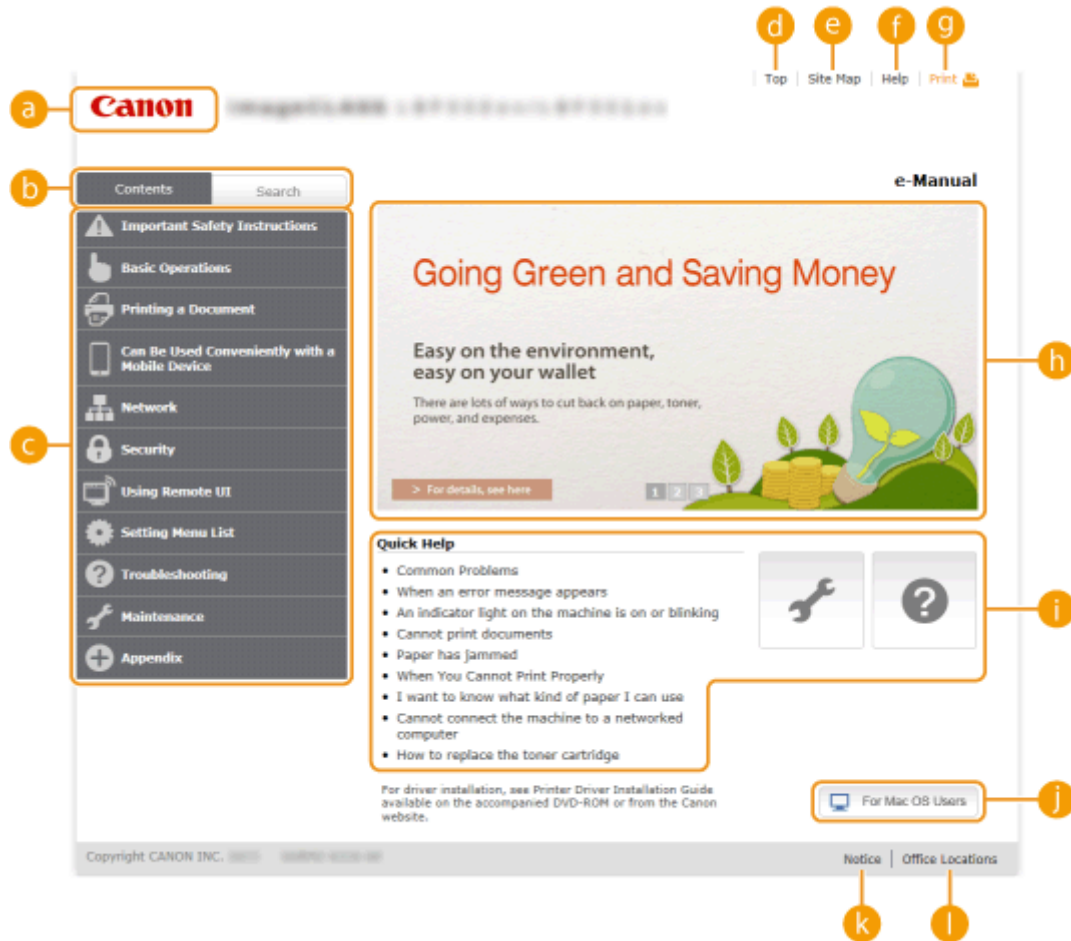 d e f g
Top | Site Map | Help | Print
a Canon
b Contents Search
e-Manual
c
Important Safety Instructions
Basic Operations
Printing a Document
Can Be Used Conveniently with a
Mobile Device
Network
Security
Using Remote UI
Setting Menu List
Troubleshooting
Maintenance
Appendix
Going Green and Saving Money
Easy on the environment,
easy on your wallet
There are lots of ways to cut back on paper, toner,
power, and expenses.
> For details, see here
1 2 3
h
Quick Help
• Common Problems
• When an error message appears
• An indicator light on the machine is on or blinking
• Cannot print documents
• Paper has jammed
• When You Cannot Print Properly
• I want to know what kind of paper I can use
• Cannot connect the machine to a networked
computer
• How to replace the toner cartridge
?
i
For driver installation, see Printer Driver Installation Guide
available on the accompanied DVD-ROM or from the Canon
website.
For Mac OS Users
j
Copyright CANON INC.
Notice | Office Locations
k l